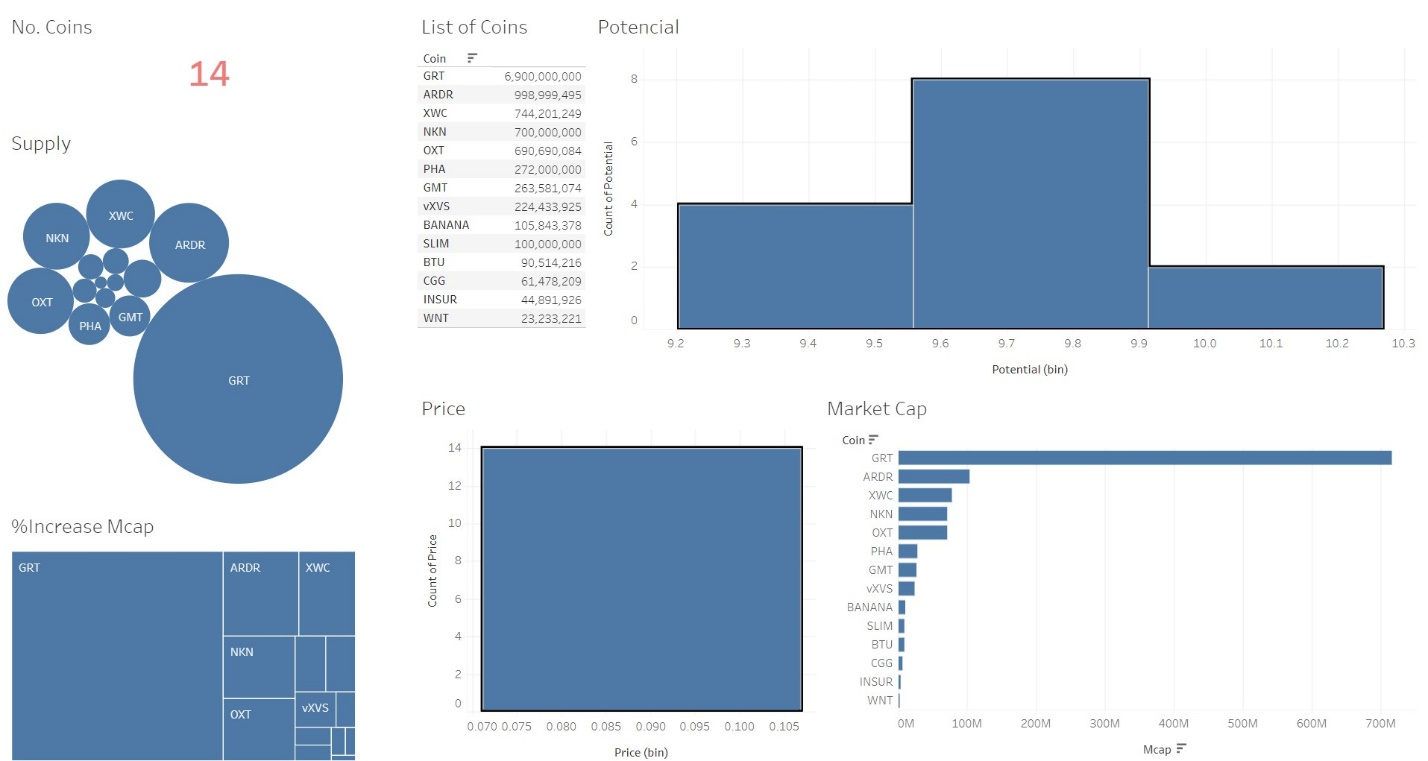 No. Coins
14
Supply
XWC
NKN
ARDR
OXT
PHA
GMT
GRT
%Increase Mcap
GRT
ARDR
XWC
NKN
OXT
vXVS
List of Coins
Coin
GRT 6,900,000,000
ARDR 998,999,495
XWC 744,201,249
NKN 700,000,000
OXT 690,690,084
PHA 272,000,000
GMT 263,581,074
vXVS 224,433,925
BANANA 105,843,378
SLIM 100,000,000
BTU 90,514,216
CGG 61,478,209
INSUR 44,891,926
WNT 23,233,221
Potencial
Count of Potential
8
6
4
2
0
9.2 9.3 9.4 9.5 9.6 9.7 9.8 9.9 10.0 10.1 10.2 10.3
Potential (bin)
Price
Count of Price
14
12
10
8
6
4
2
0
0.070 0.075 0.080 0.085 0.090 0.095 0.100 0.105
Price (bin)
Market Cap
Coin
GRT
ARDR
XWC
NKN
OXT
PHA
GMT
vXVS
BANANA
SLIM
BTU
CGG
INSUR
WNT
0M 100M 200M 300M 400M 500M 600M 700M
Mcap